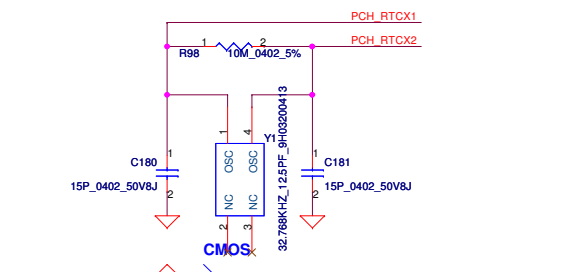 PCH_RTCX1
PCH_RTCX2
1
2
R98
10M_0402_5%
1
4
Y1
OSC
OSC
NC
NC
2
3
32.768KHZ_12.5PF_9H03200413
C180
1
15P_0402_50V8J
2
C181
1
15P_0402_50V8J
2
CMOS